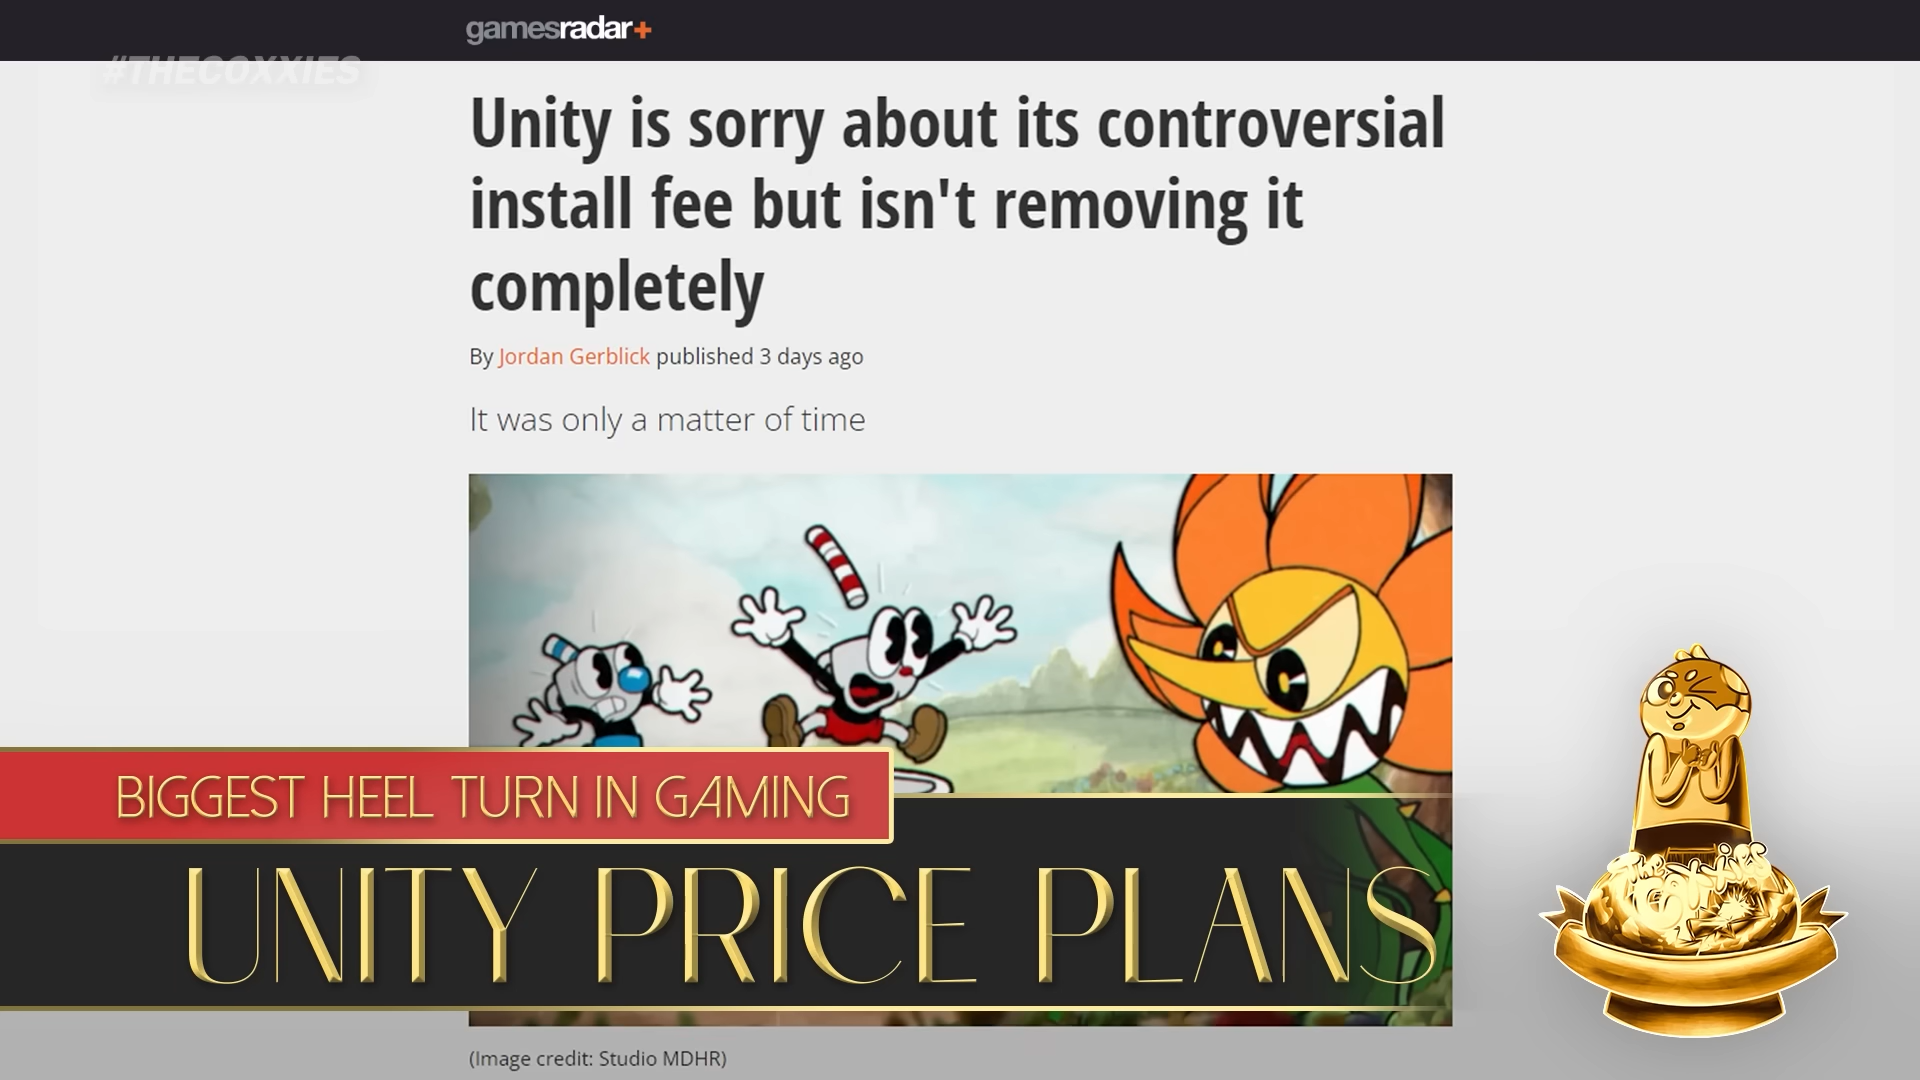 gamesradar+
#THECOXXIES
Unity is sorry about its controversial
install fee but isn't removing it
completely
By Jordan Gerblick published 3 days ago
It was only a matter of time
BIGGEST HEEL TURN IN GAMING
UNITY PRICE PLANS
The
Coxxies
(Image credit: Studio MDHR)